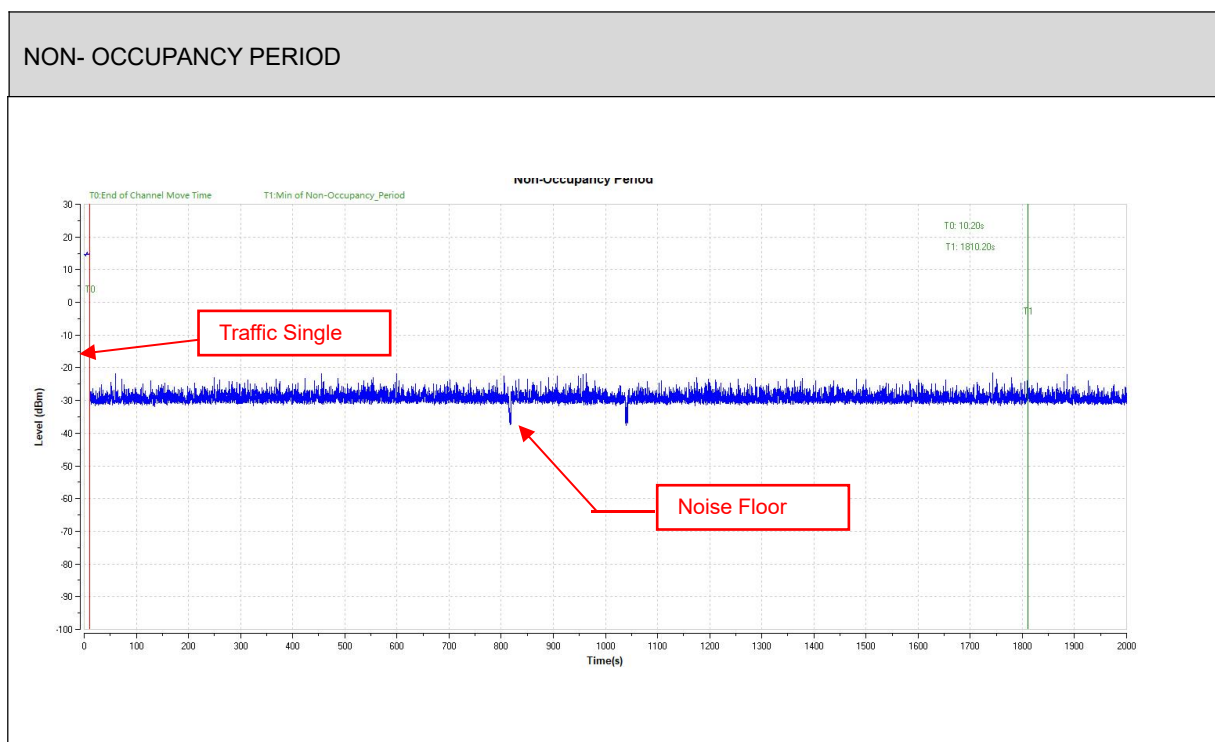 NON- OCCUPANCY PERIOD
Non-Occupancy Period
T0:End of Channel Move Time T1:Min of Non-Occupancy_Period
T0: 10.20s
T1: 1810.20s
30
20
10
0
-10
-20
-30
-40
-50
-60
-70
-80
-90
-100
Level (dBm)
T0
T1
Traffic Single
Noise Floor
0 100 200 300 400 500 600 700 800 900 1000 1100 1200 1300 1400 1500 1600 1700 1800 1900 2000
Time(s)